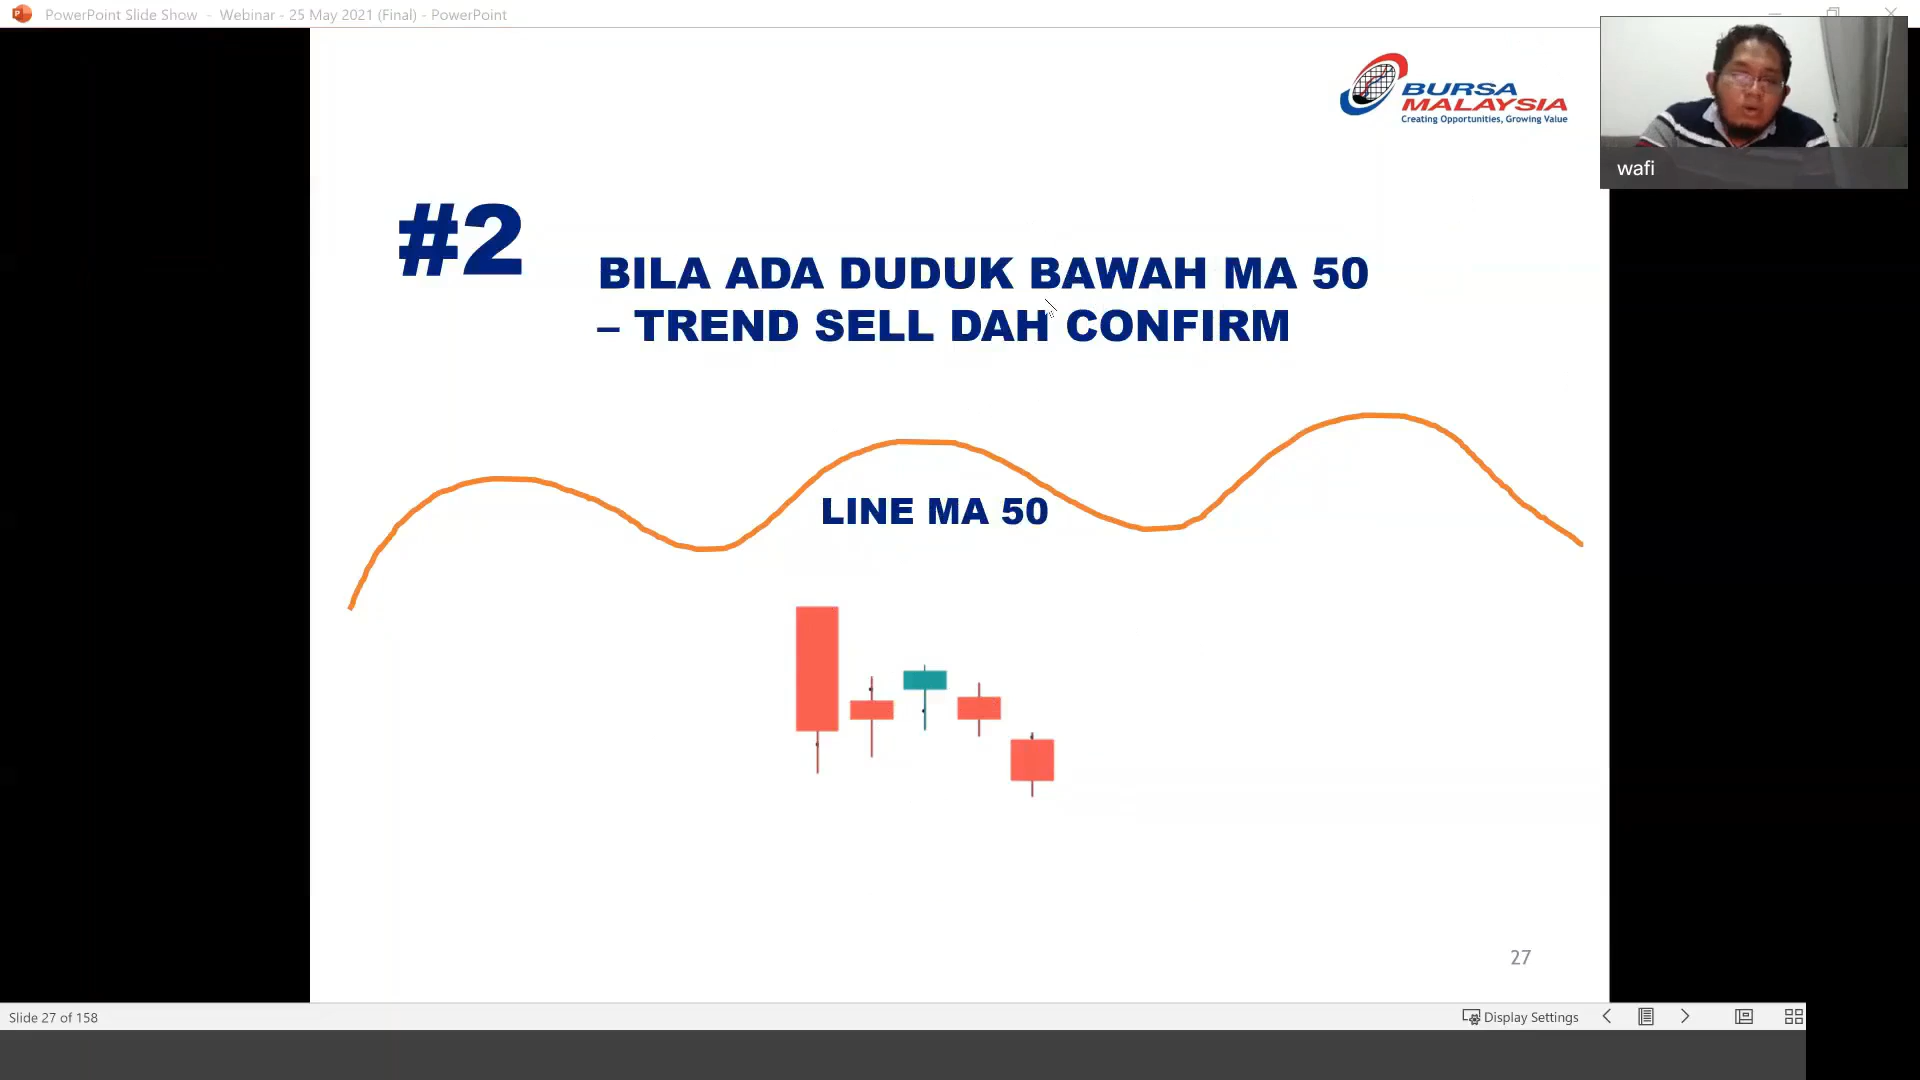 PowerPoint Slide Show - Webinar - 25 May 2021 (Final) - PowerPoint
BURSA
MALAYSIA
Creating Opportunities, Growing Value
wafi
#2
BILA ADA DUDUK BAWAH MA 50
– TREND SELL DAH CONFIRM
LINE MA 50
27
Slide 27 of 158
Display Settings